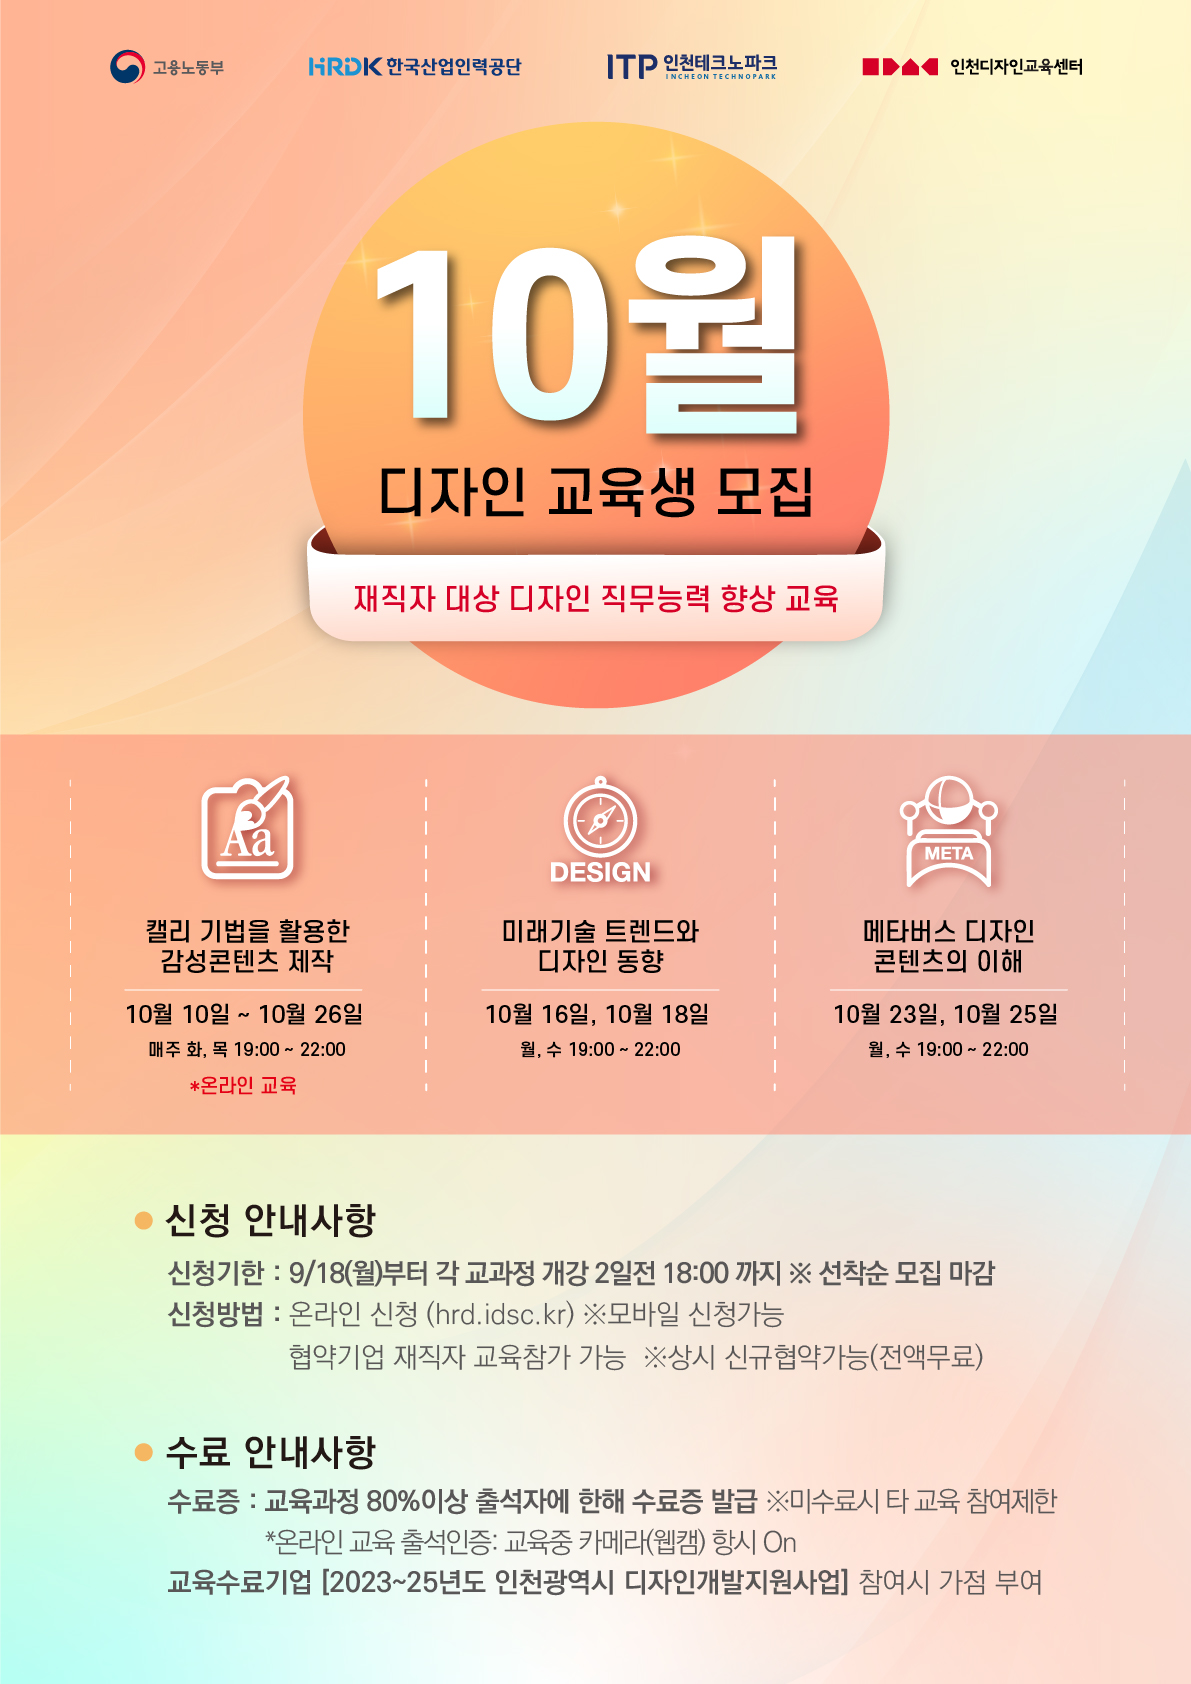 고용노동부
HRDK 한국산업인력공단
ITP 인천테크노파크
INCHEON TECHNOPARK
인천디자인교육센터
10월
디자인 교육생 모집
재직자 대상 디자인 직무능력 향상 교육
Aa
캘리 기법을 활용한
감성콘텐츠 제작
10월 10일 ~ 10월 26일
매주 화, 목 19:00 ~ 22:00
*온라인 교육
DESIGN
미래기술 트렌드와
디자인 동향
10월 16일, 10월 18일
월, 수 19:00 ~ 22:00
META
메타버스 디자인
콘텐츠의 이해
10월 23일, 10월 25일
월, 수 19:00 ~ 22:00
● 신청 안내사항
신청기한 : 9/18(월)부터 각 교과정 개강 2일전 18:00 까지 ※ 선착순 모집 마감
신청방법 : 온라인 신청 (hrd.idsc.kr) ※모바일 신청가능
협약기업 재직자 교육참가 가능 ※상시 신규협약가능(전액무료)
● 수료 안내사항
수료증 : 교육과정 80%이상 출석자에 한해 수료증 발급 ※미수료시 타 교육 참여제한
*온라인 교육 출석인증: 교육중 카메라(웹캠) 항시 On
교육수료기업 [2023~25년도 인천광역시 디자인개발지원사업] 참여시 가점 부여